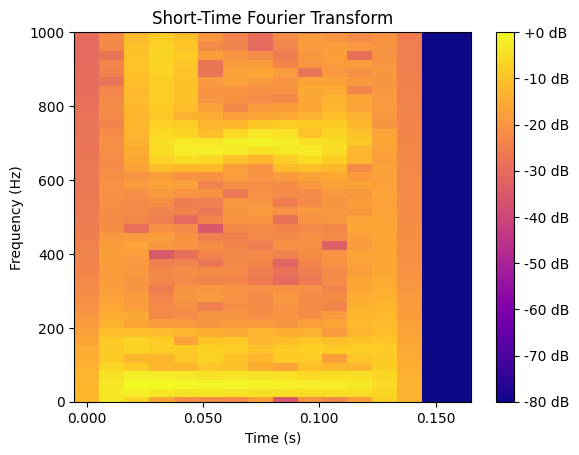 Short-Time Fourier Transform
Frequency (Hz)
1000
800
600
400
200
0
0.000
0.050
0.100
0.150
Time (s)
+0 dB
-10 dB
-20 dB
-30 dB
-40 dB
-50 dB
-60 dB
-70 dB
-80 dB